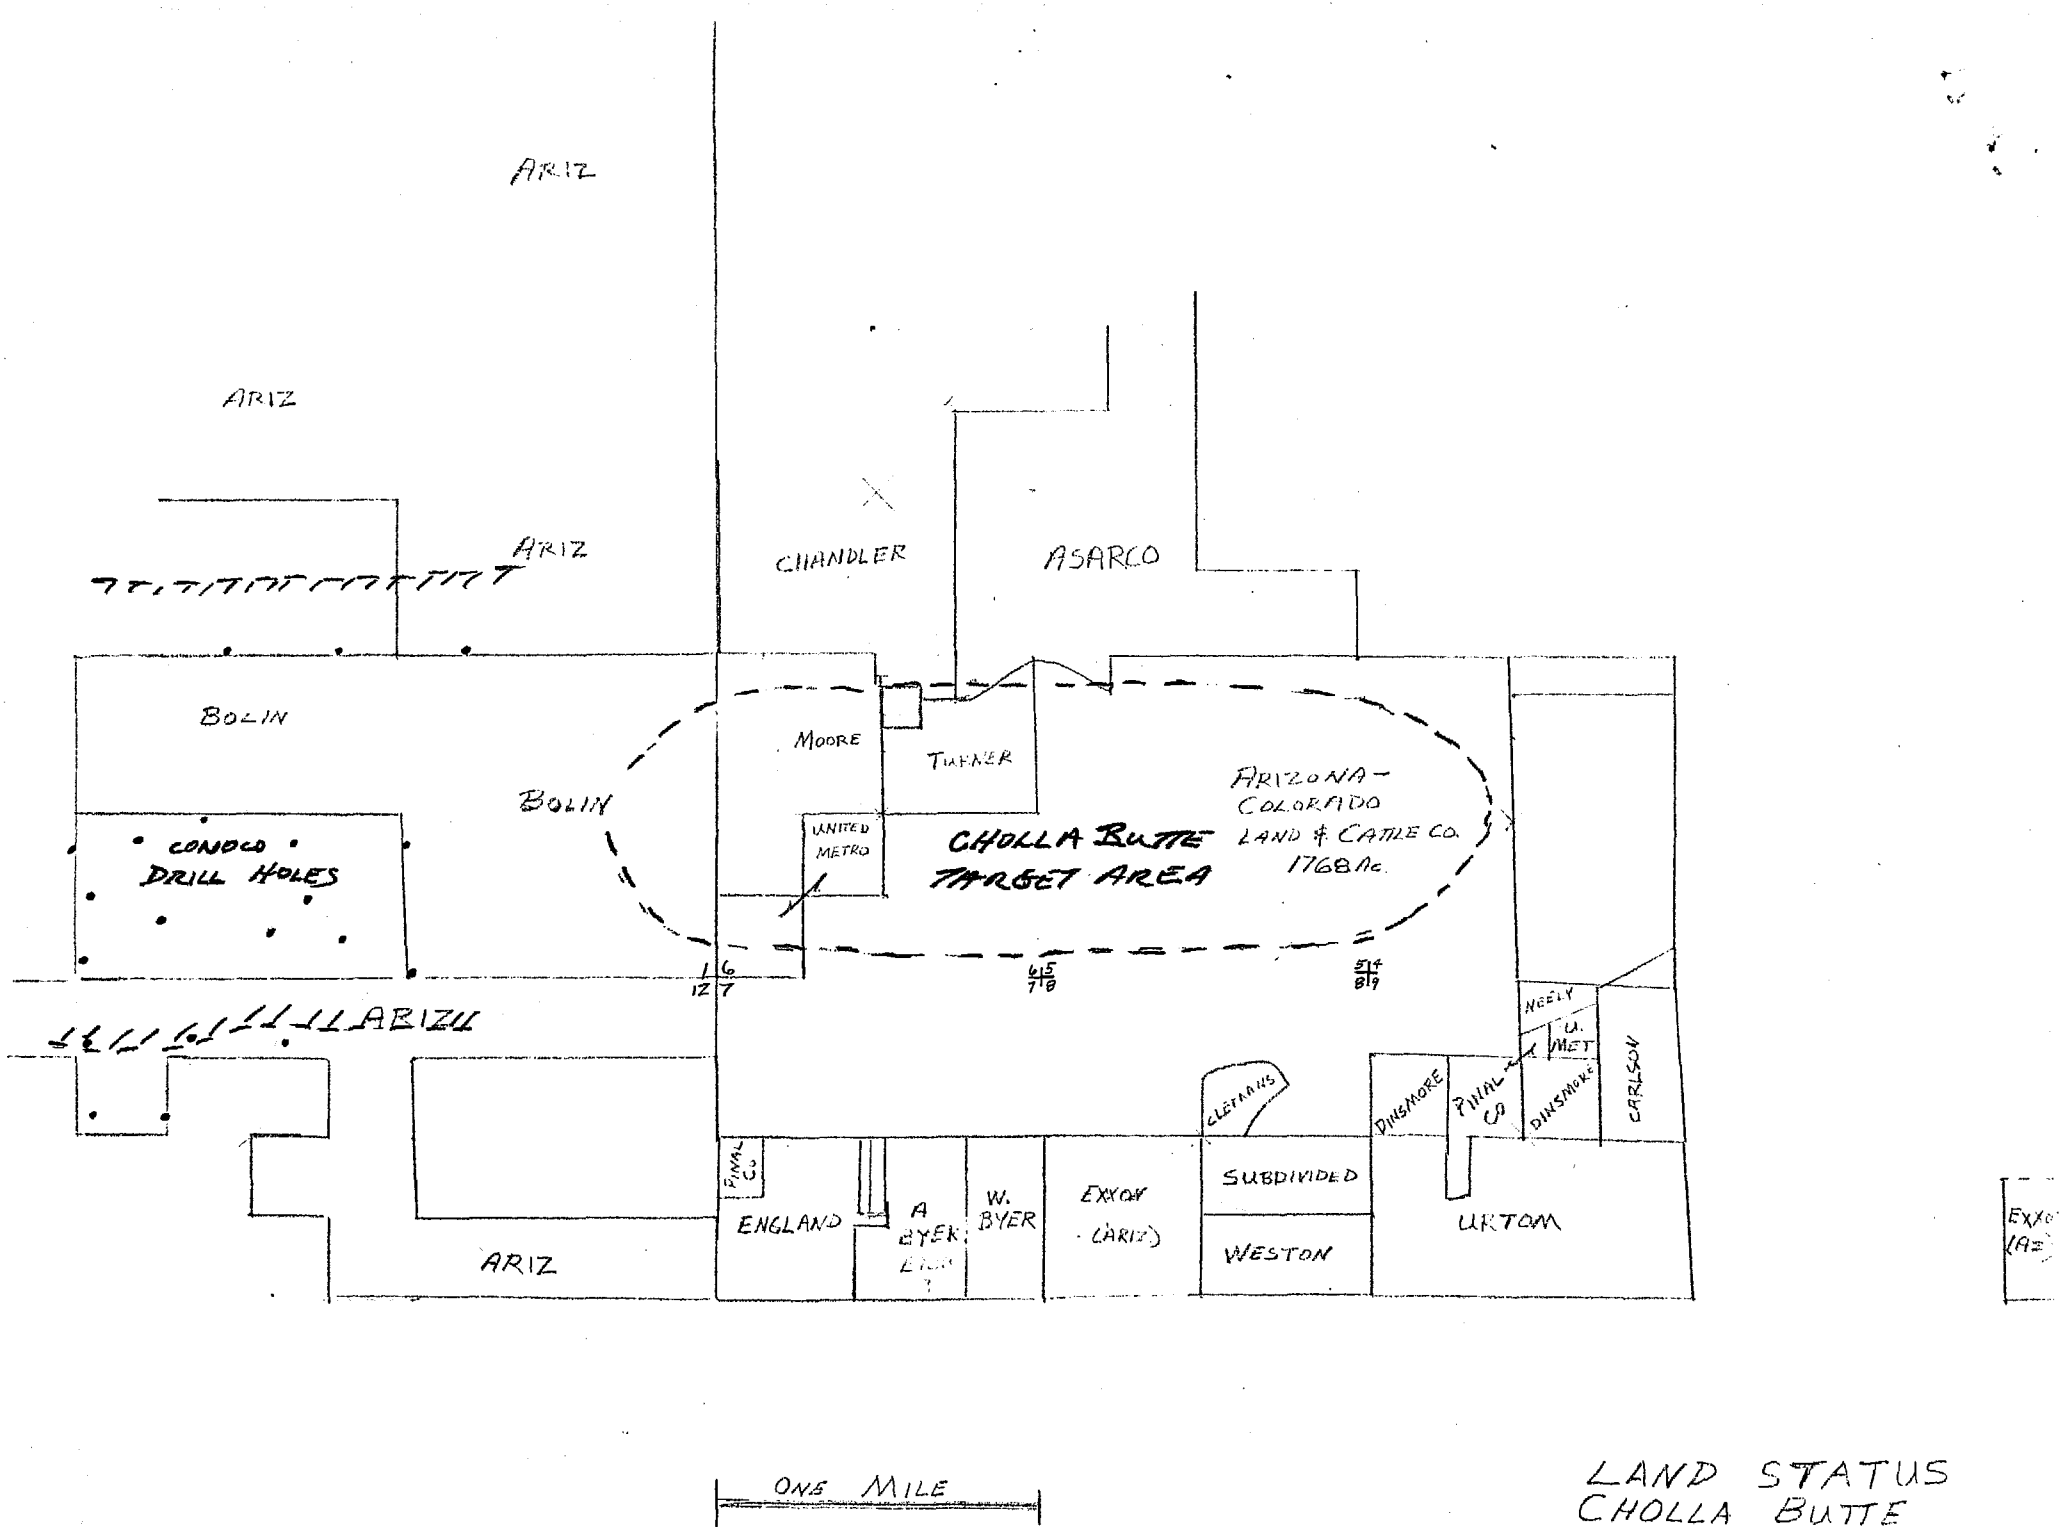 ARIZ
ARIZ
ARIZ
CHANDLER
ASARCO
BOLIN
BOLIN
MOORE
TURNER
ARIZONA-
COLORADO
LAND & CATTLE CO.
1768 Ac.
UNITED
METRO
CHOLLA BUTTE
TARGET AREA
CONOCO
DRILL HOLES
1 6
12 7
6 5
7 8
5 4
8 9
ARIZ
NEELY
U.
MET
CARLSON
CLEMANS
DINSMORE
PINAL
CO
DINSMORE
PINAL
CO
ENGLAND
A
BYER
?
W.
BYER
EXXON
(ARIZ)
SUBDIVIDED
WESTON
URTOM
ARIZ
EXXO
(AZ)
ONE MILE
LAND STATUS
CHOLLA BUTTE